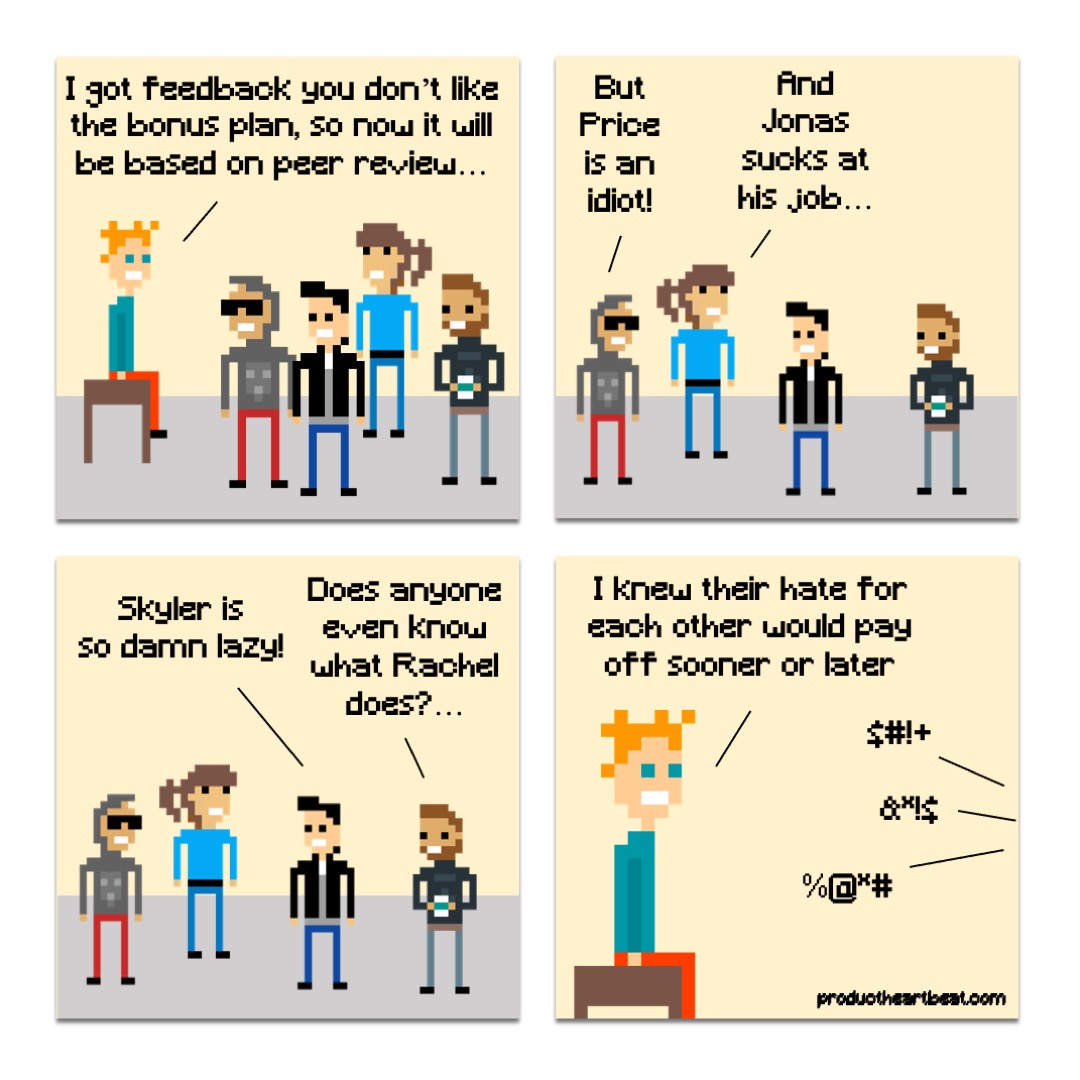 I got feedback you don't like
the bonus plan, so now it will
be based on peer review...
But
Price
is an
idiot!
And
Jonas
sucks at
his job...
Skyler is
so damn lazy!
Does anyone
even know
what Rachel
does?...
I knew their hate for
each other would pay
off sooner or later
$#!+
&*!$
%@*#
productheartbeat.com